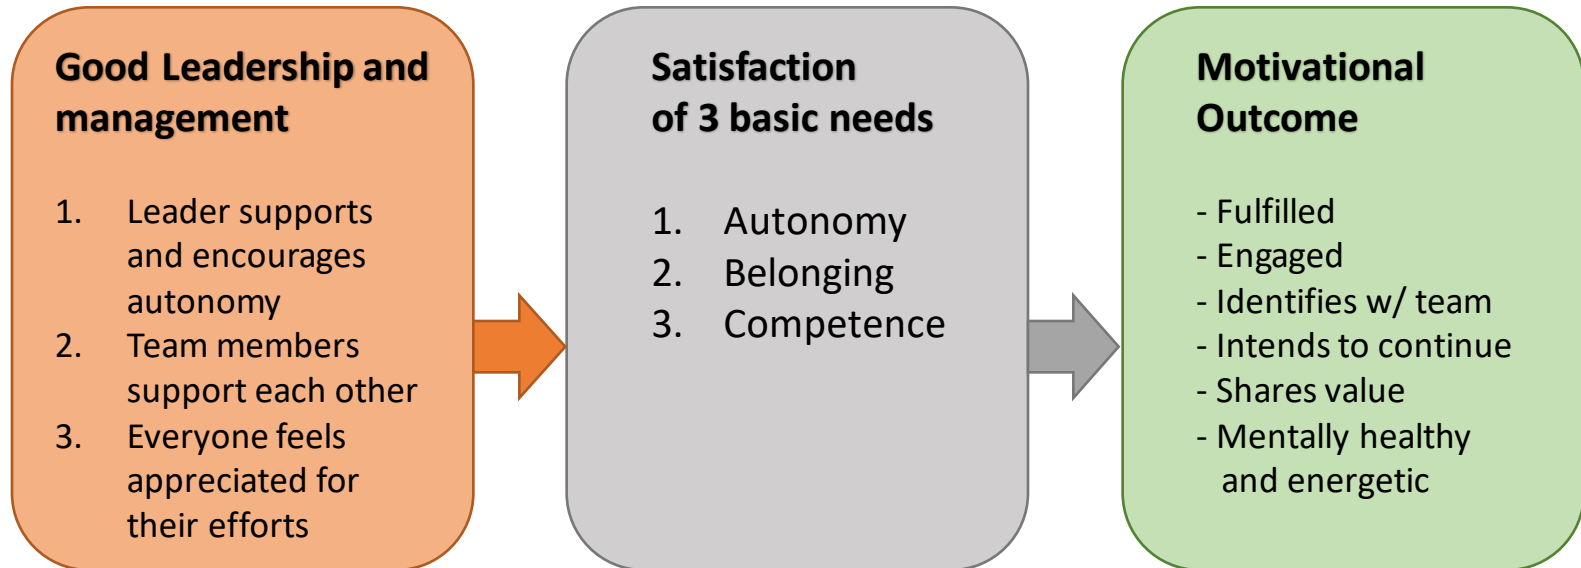 Good Leadership and
management
1. Leader supports
and encourages
autonomy
2. Team members
support each other
3. Everyone feels
appreciated for
their efforts
Satisfaction
of 3 basic needs
1. Autonomy
2. Belonging
3. Competence
Motivational
Outcome
- Fulfilled
- Engaged
- Identifies w/ team
- Intends to continue
- Shares value
- Mentally healthy
and energetic